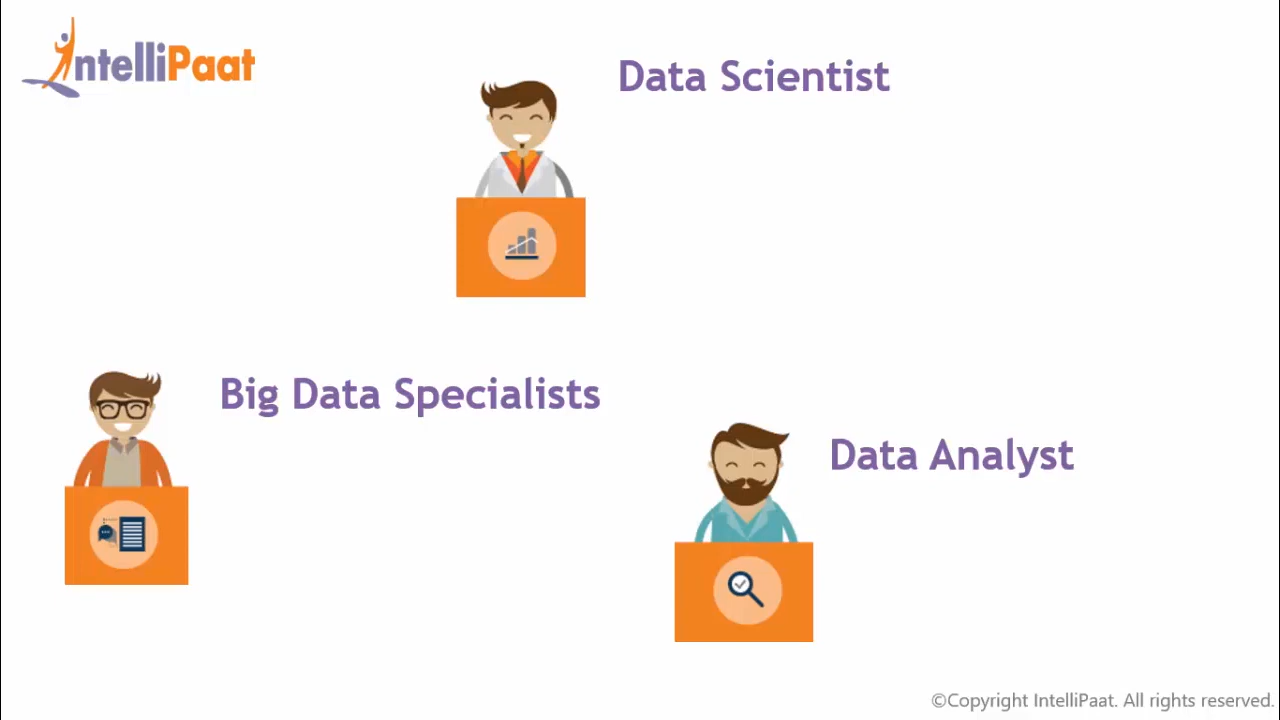 IntelliPaat
Data Scientist
Big Data Specialists
Data Analyst
©Copyright IntelliPaat. All rights reserved.